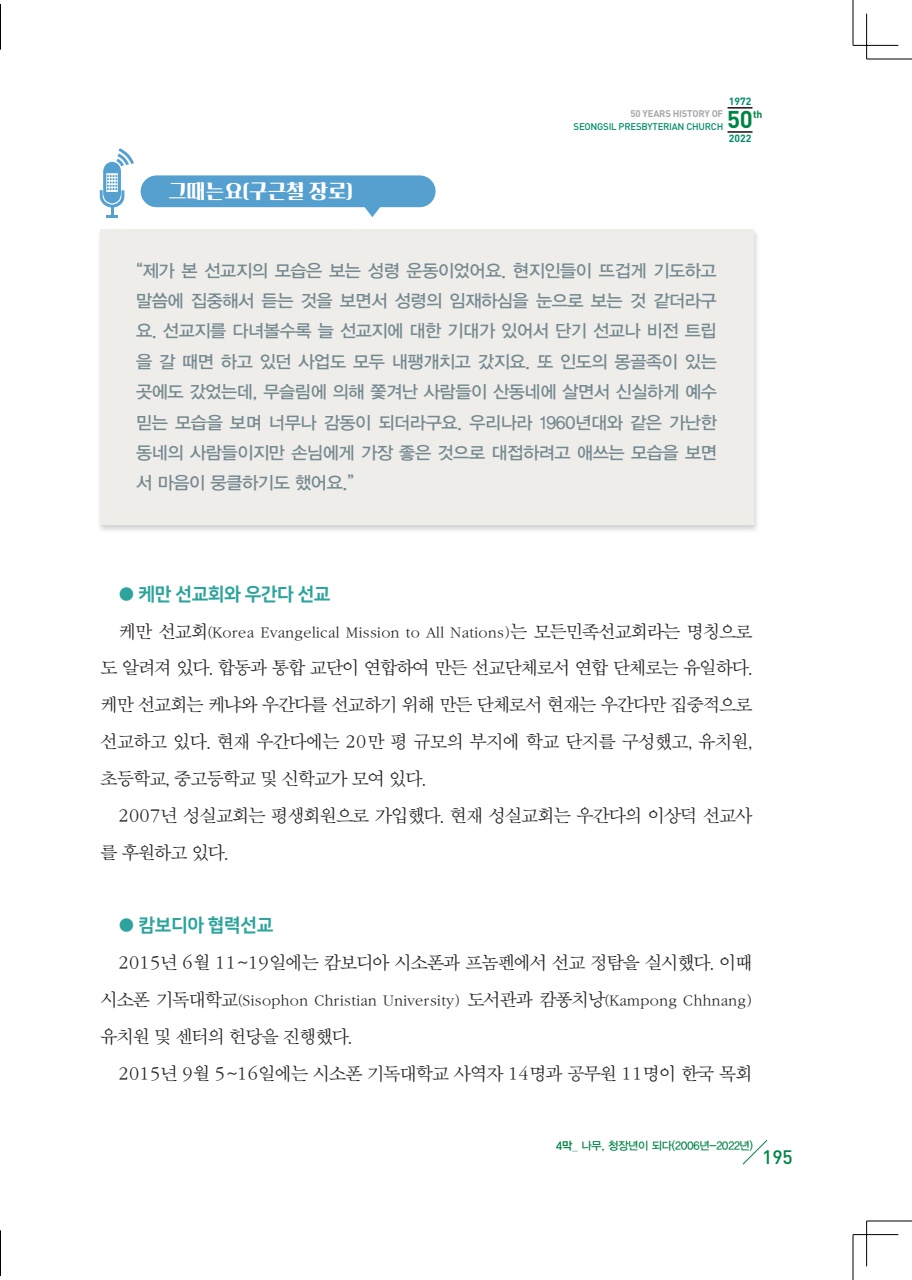 1972
50 YEARS HISTORY OF
SEONGSIL PRESBYTERIAN CHURCH
50th
2022
그때는요(구근철 장로)
“제가 본 선교지의 모습은 보는 성령 운동이었어요. 현지인들이 뜨겁게 기도하고
말씀에 집중해서 듣는 것을 보면서 성령의 임재하심을 눈으로 보는 것 같더라구
요. 선교지를 다녀볼수록 늘 선교지에 대한 기대가 있어서 단기 선교나 비전 트립
을 갈 때면 하고 있던 사업도 모두 내팽개치고 갔지요. 또 인도의 몽골족이 있는
곳에도 갔었는데, 무슬림에 의해 쫓겨난 사람들이 산동네에 살면서 신실하게 예수
믿는 모습을 보며 너무나 감동이 되더라구요. 우리나라 1960년대와 같은 가난한
동네의 사람들이지만 손님에게 가장 좋은 것으로 대접하려고 애쓰는 모습을 보면
서 마음이 뭉클하기도 했어요.”
● 케만 선교회와 우간다 선교
케만 선교회(Korea Evangelical Mission to All Nations)는 모든민족선교회라는 명칭으로
도 알려져 있다. 합동과 통합 교단이 연합하여 만든 선교단체로서 연합 단체로는 유일하다.
케만 선교회는 케냐와 우간다를 선교하기 위해 만든 단체로서 현재는 우간다만 집중적으로
선교하고 있다. 현재 우간다에는 20만 평 규모의 부지에 학교 단지를 구성했고, 유치원,
초등학교, 중고등학교 및 신학교가 모여 있다.
2007년 성실교회는 평생회원으로 가입했다. 현재 성실교회는 우간다의 이상덕 선교사
를 후원하고 있다.
● 캄보디아 협력선교
2015년 6월 11~19일에는 캄보디아 시소폰과 프놈펜에서 선교 정탐을 실시했다. 이때
시소폰 기독대학교(Sisophon Christian University) 도서관과 캄퐁치낭(Kampong Chhnang)
유치원 및 센터의 헌당을 진행했다.
2015년 9월 5~16일에는 시소폰 기독대학교 사역자 14명과 공무원 11명이 한국 목회
4막_ 나무, 청장년이 되다(2006년-2022년)
195